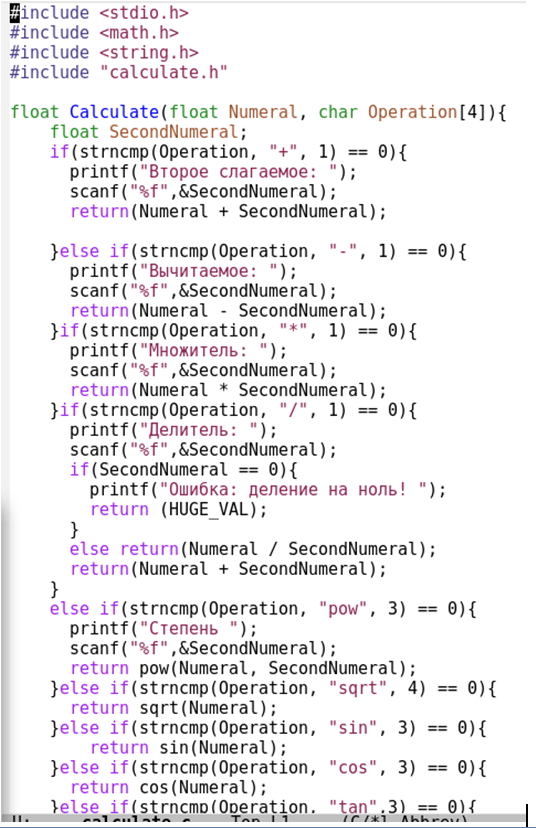 #include <stdio.h>
#include <math.h>
#include <string.h>
#include "calculate.h"

float Calculate(float Numeral, char Operation[4]){
    float SecondNumeral;
    if(strncmp(Operation, "+", 1) == 0){
      printf("Второе слагаемое: ");
      scanf("%f",&SecondNumeral);
      return(Numeral + SecondNumeral);

    }else if(strncmp(Operation, "-", 1) == 0){
      printf("Вычитаемое: ");
      scanf("%f",&SecondNumeral);
      return(Numeral - SecondNumeral);
    }if(strncmp(Operation, "*", 1) == 0){
      printf("Множитель: ");
      scanf("%f",&SecondNumeral);
      return(Numeral * SecondNumeral);
    }if(strncmp(Operation, "/", 1) == 0){
      printf("Делитель: ");
      scanf("%f",&SecondNumeral);
      if(SecondNumeral == 0){
        printf("Ошибка: деление на ноль! ");
        return (HUGE_VAL);
      }
      else return(Numeral / SecondNumeral);
      return(Numeral + SecondNumeral);
    }
    else if(strncmp(Operation, "pow", 3) == 0){
      printf("Степень ");
      scanf("%f",&SecondNumeral);
      return pow(Numeral, SecondNumeral);
    }else if(strncmp(Operation, "sqrt", 4) == 0){
      return sqrt(Numeral);
    }else if(strncmp(Operation, "sin", 3) == 0){
        return sin(Numeral);
    }else if(strncmp(Operation, "cos", 3) == 0){
      return cos(Numeral);
    }else if(strncmp(Operation, "tan",3) == 0){
calculate.c Top L1 (C/*l Abbrev)